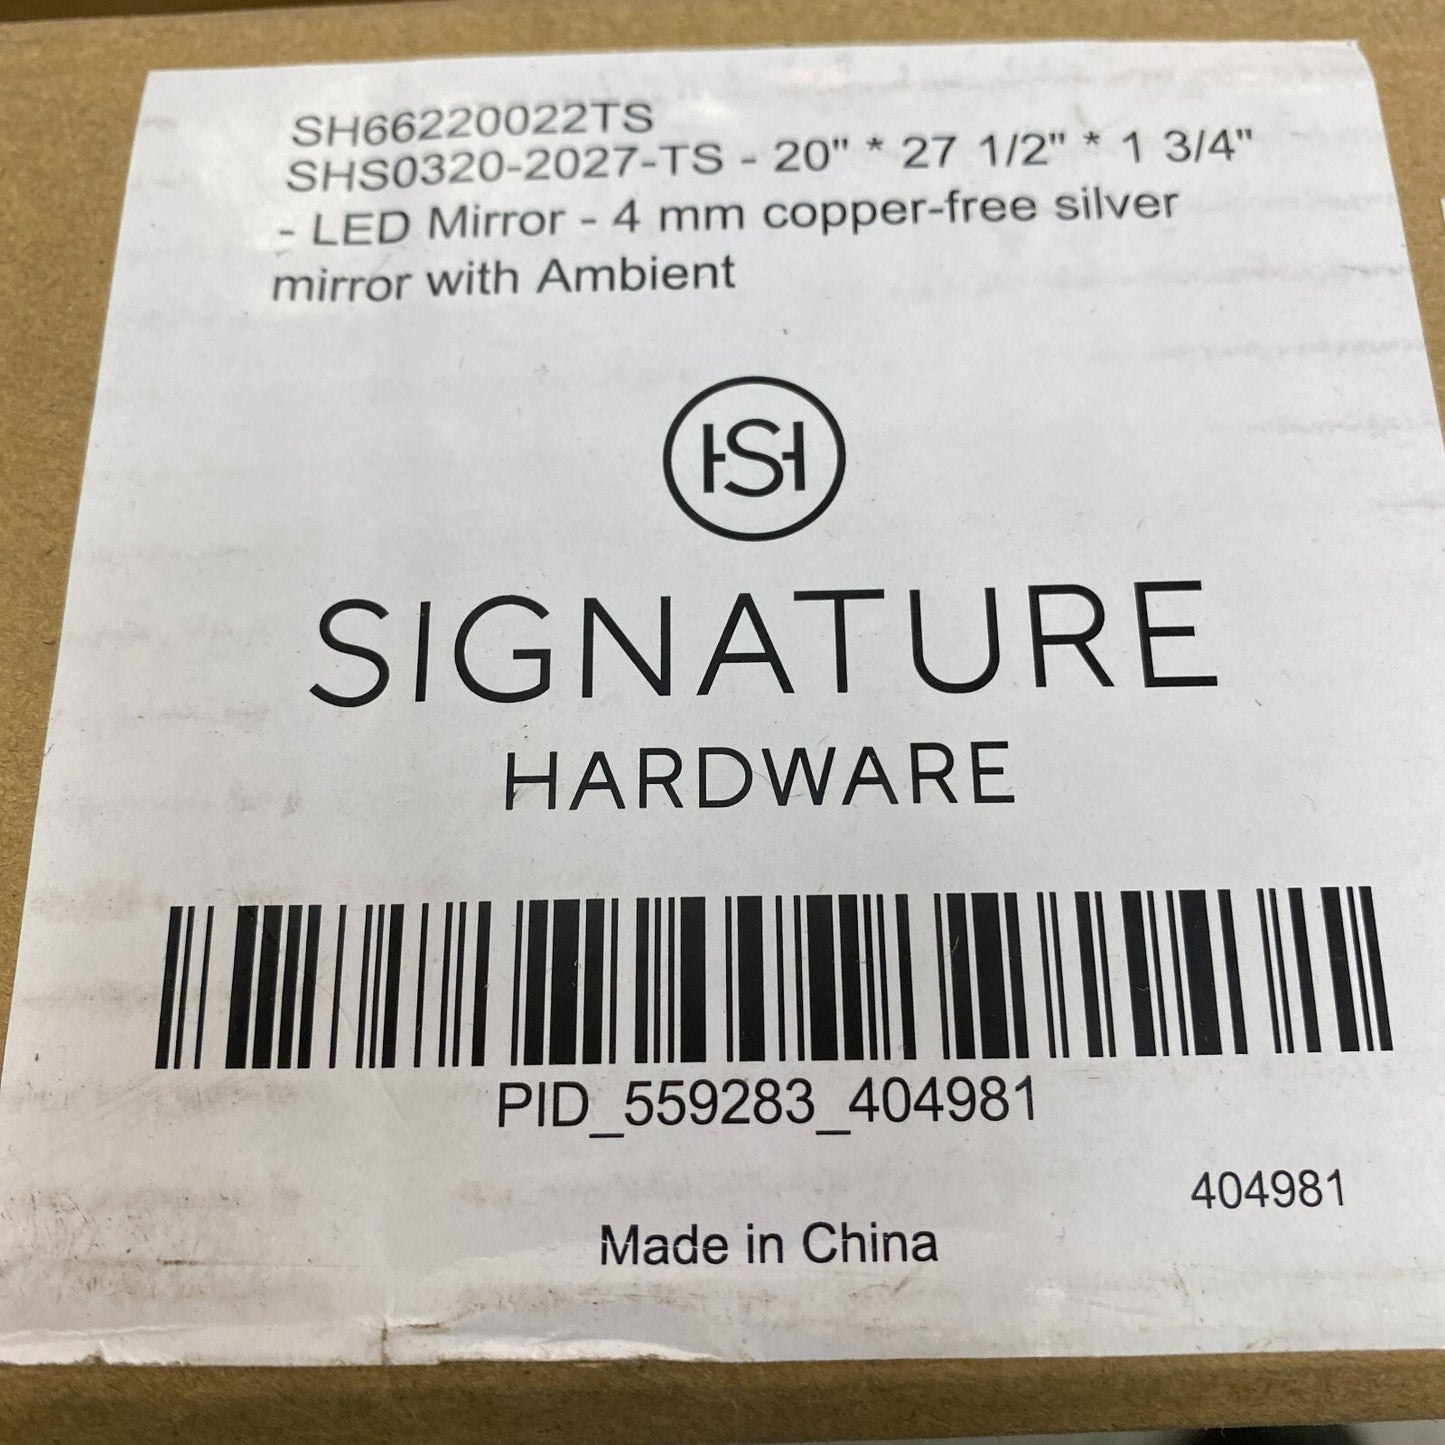 SH66220022TS
SHS0320-2027-TS - 20" * 27 1/2" * 1 3/4"
- LED Mirror - 4 mm copper-free silver
mirror with Ambient
HSH
SIGNATURE
HARDWARE
PID_559283_404981
404981
Made in China